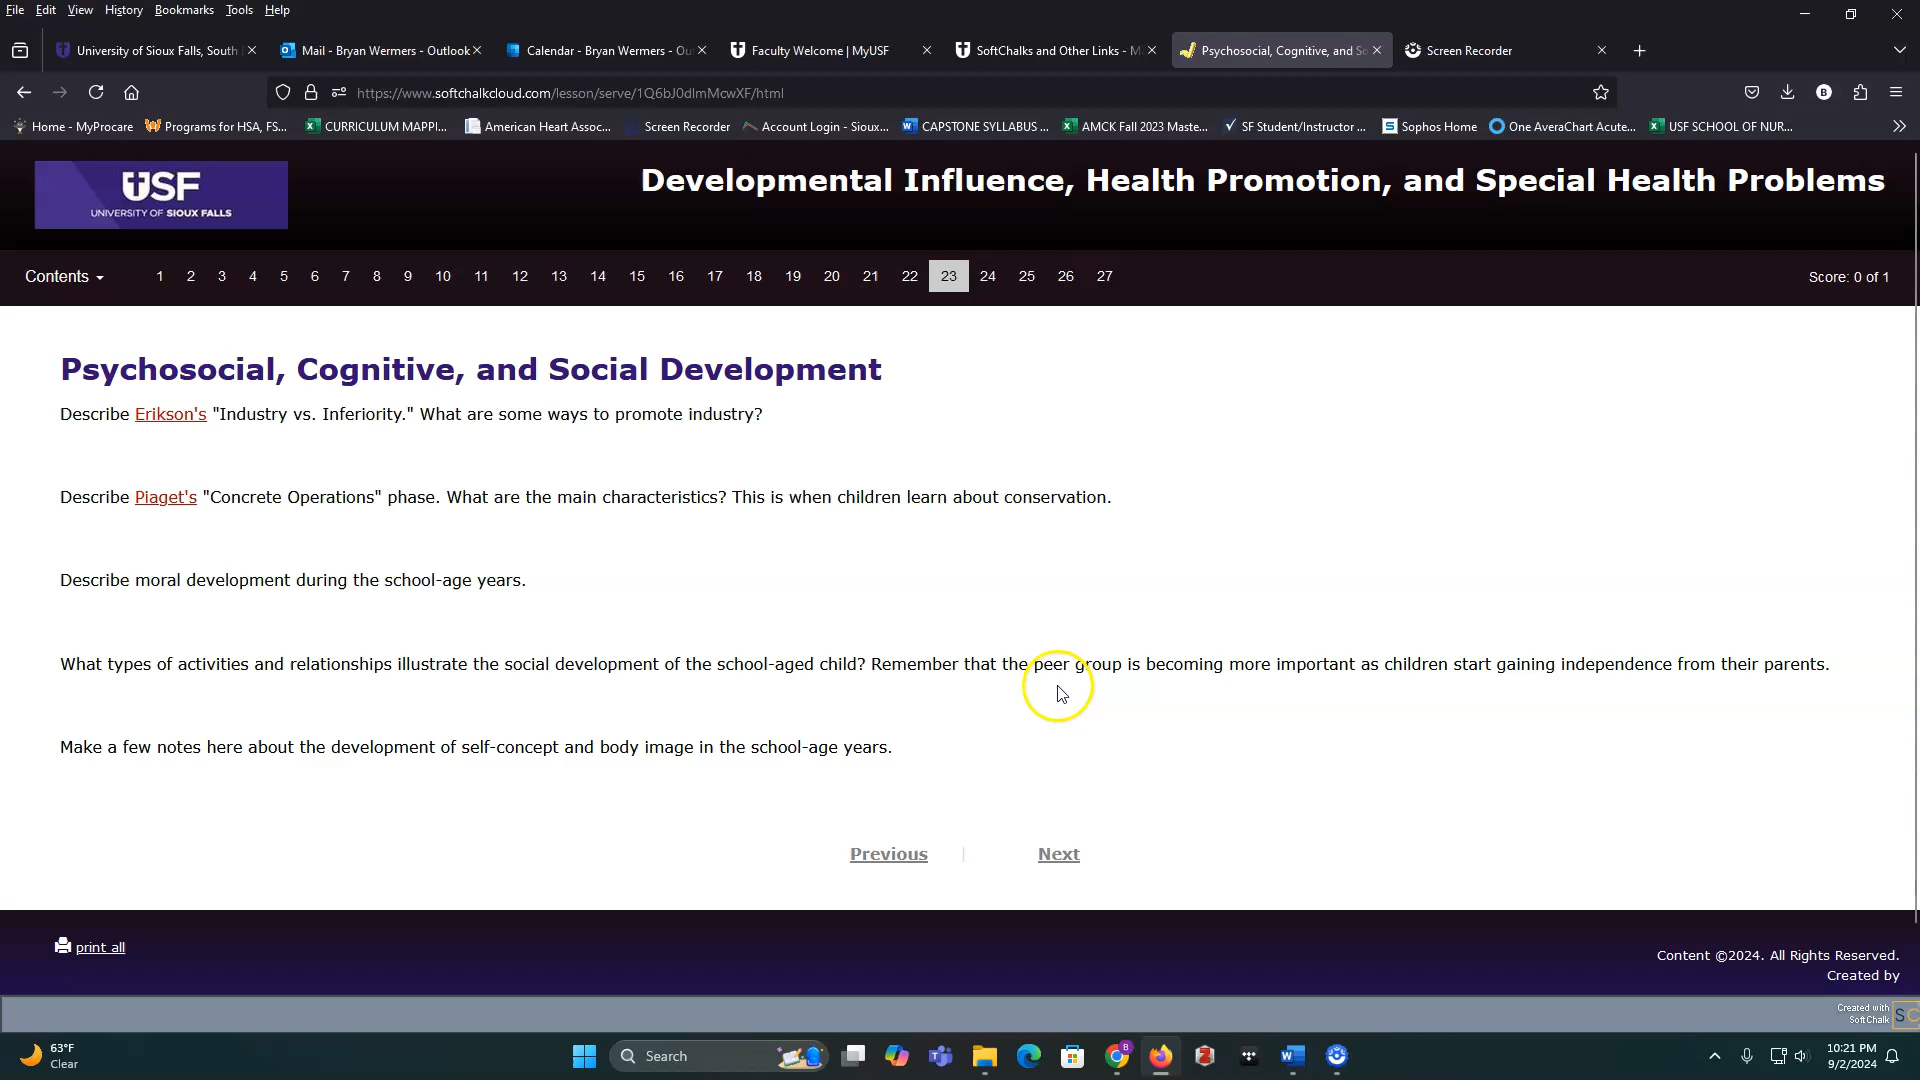 File Edit View History Bookmarks Tools Help
University of Sioux Falls, South
Mail - Bryan Wermers - Outlook
Calendar - Bryan Wermers - Ou
Faculty Welcome | MyUSF
SoftChalks and Other Links - M
Psychosocial, Cognitive, and So
Screen Recorder
https://www.softchalkcloud.com/lesson/serve/1Q6bJ0dlmMcwXF/html
B
Home - MyProcare
Programs for HSA, FS...
CURRICULUM MAPPI...
American Heart Assoc...
Screen Recorder
Account Login - Sioux...
CAPSTONE SYLLABUS ...
AMCK Fall 2023 Maste...
SF Student/Instructor ...
Sophos Home
One AveraChart Acute...
USF SCHOOL OF NUR...
USF
UNIVERSITY OF SIOUX FALLS
Developmental Influence, Health Promotion, and Special Health Problems
Contents 1 2 3 4 5 6 7 8 9 10 11 12 13 14 15 16 17 18 19 20 21 22 23 24 25 26 27 Score: 0 of 1
Psychosocial, Cognitive, and Social Development
Describe Erikson's "Industry vs. Inferiority." What are some ways to promote industry?
Describe Piaget's "Concrete Operations" phase. What are the main characteristics? This is when children learn about conservation.
Describe moral development during the school-age years.
What types of activities and relationships illustrate the social development of the school-aged child? Remember that the peer group is becoming more important as children start gaining independence from their parents.
Make a few notes here about the development of self-concept and body image in the school-age years.
Previous | Next
print all
Content ©2024. All Rights Reserved.
Created by
Created with
SoftChalk
SC
63°F
Clear
Search
10:21 PM
9/2/2024